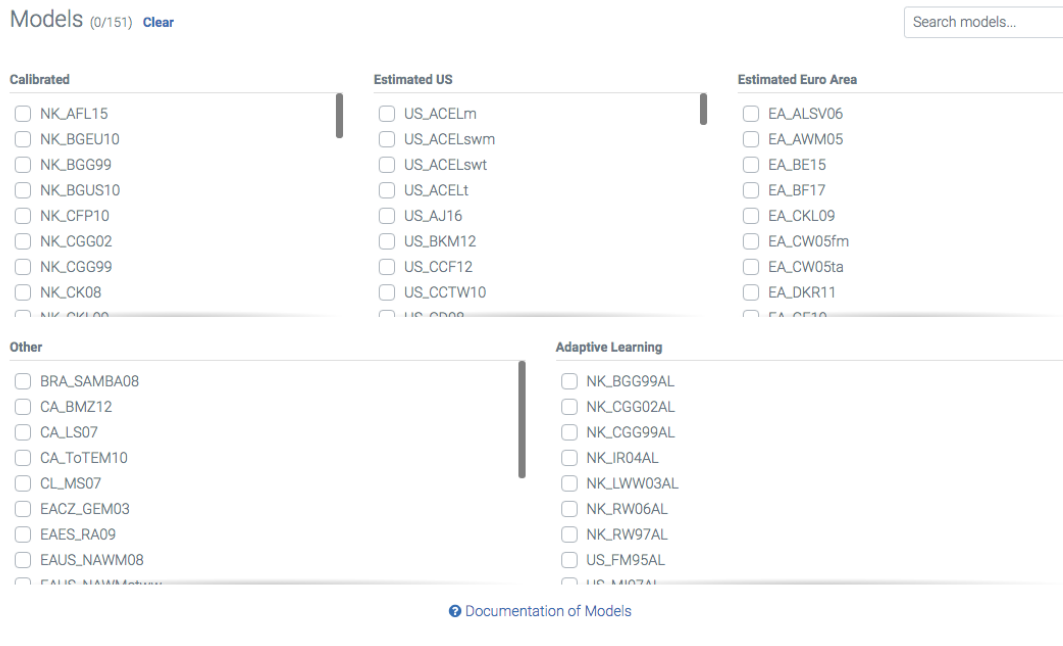 Models (0/151) Clear
Search models...
Calibrated
NK_AFL15
NK_BGEU10
NK_BGG99
NK_BGUS10
NK_CFP10
NK_CGG02
NK_CGG99
NK_CK08
Estimated US
US_ACELm
US_ACELswm
US_ACELswt
US_ACELt
US_AJ16
US_BKM12
US_CCF12
US_CCTW10
Estimated Euro Area
EA_ALSV06
EA_AWM05
EA_BE15
EA_BF17
EA_CKL09
EA_CW05fm
EA_CW05ta
EA_DKR11
Other
BRA_SAMBA08
CA_BMZ12
CA_LS07
CA_ToTEM10
CL_MS07
EACZ_GEM03
EAES_RA09
EAUS_NAWM08
Adaptive Learning
NK_BGG99AL
NK_CGG02AL
NK_CGG99AL
NK_IR04AL
NK_LWW03AL
NK_RW06AL
NK_RW97AL
US_FM95AL
Documentation of Models